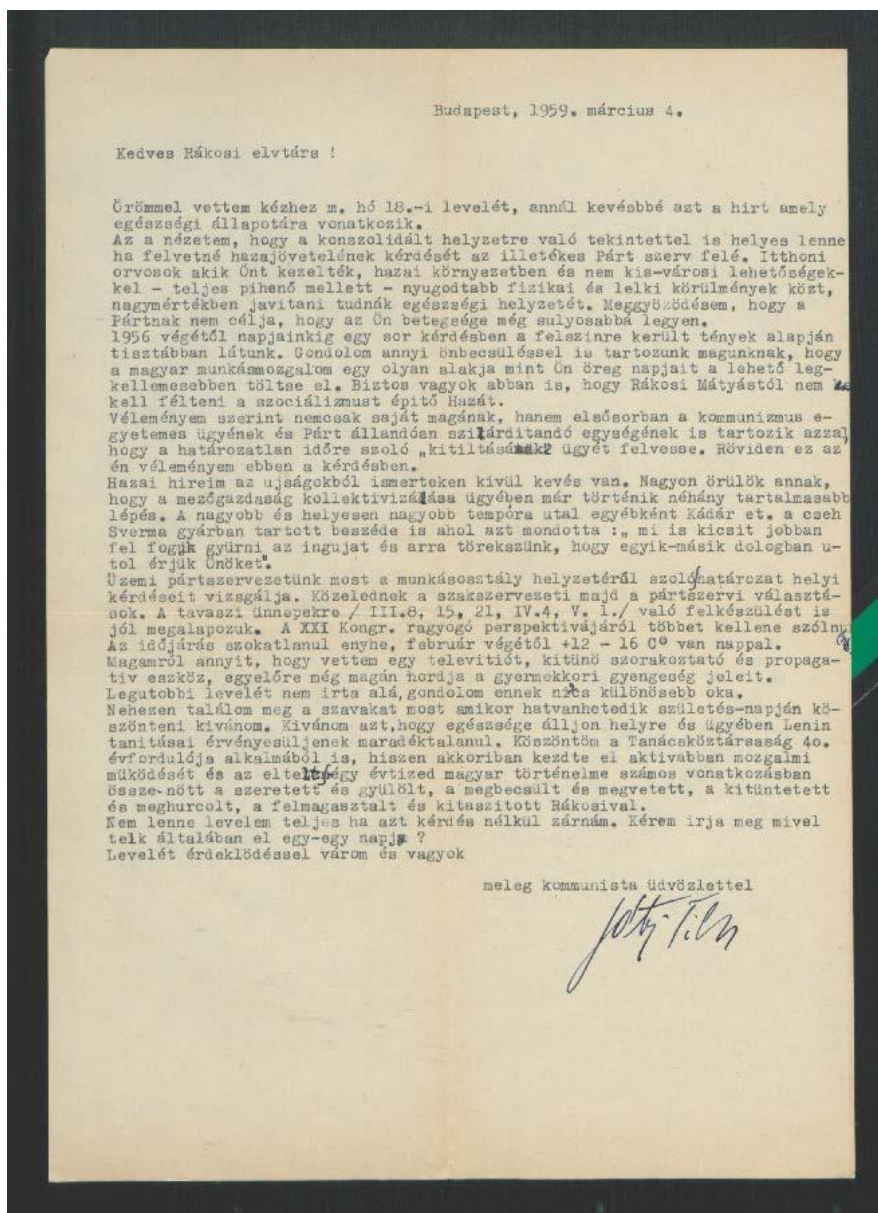 Budapest, 1959. március 4.
Kedves Rákosi elvtárs !
Örömmel vettem kézhez m. hó 18.-i levelét, annál kevésbbé azt a hirt amely
egészségi állapotára vonatkozik.
Az a nézetem, hogy a konszolidált helyzetre való tekintettel is helyes lenne
ha felvetné hazajövetelének kérdését az illetékes Párt szerv felé. Itthoni
orvosok akik Önt kezelték, hazai környezetben és nem kis-városi lehetőségek-
kel - teljes pihenő mellett - nyugodtabb fizikai és lelki körülmények közt,
nagymértékben javitani tudnák egészségi helyzetét. Meggyőződésem, hogy a
Pártnak nem célja, hogy az Ön betegsége még sulyosabbá legyen.
1956 végétől napjainkig egy sor kérdésben a felszinre került tények alapján
tisztábban látunk. Gondolom annyi önbecsüléssel is tartozunk magunknak, hogy
a magyar munkásmozgalom egy olyan alakja mint Ön öreg napjait a lehető leg-
kellemesebben töltse el. Biztos vagyok abban is, hogy Rákosi Mátyástól nem
kell félteni a szociálizmust épitő Hazát.
Véleményem szerint nemcsak saját magának, hanem elsősorban a kommunizmus e-
gyetemes ügyének és Párt állandóan szilárditandó egységének is tartozik azzal,
hogy a határozatlan időre szoló „kitiltásának2 ügyét felvesse. Röviden ez az
én véleményem ebben a kérdésben.
Hazai hireim az ujságokból ismerteken kivül kevés van. Nagyon örülök annak,
hogy a mezőgazdaság kollektivizálása ügyében már történik néhány tartalmasabb
lépés. A nagyobb és helyesen nagyobb tempóra utal egyébként Kádár et. a cseh
Sverma gyárban tartott beszéde is ahol azt mondotta :„ mi is kicsit jobban
fel fogjuk gyürni az ingujat és arra törekszünk, hogy egyik-másik dologban u-
tol érjük Önöket".
Üzemi pártszervezetünk most a munkásosztály helyzetéről szoló határozat helyi
kérdéseit vizsgálja. Közelednek a szakszervezeti majd a pártszervi választá-
sok. A tavaszi ünnepekre / III.8, 15, 21, IV.4, V. 1./ való felkészülést is
jól megalapozuk. A XXI Kongr. ragyogó perspektivájáról többet kellene szólnu
Az időjárás szokatlanul enyhe, február végétől +12 - 16 C° van nappal.
Magamról annyit, hogy vettem egy televitiót, kitünő szorakoztató és propaga-
tiv eszköz, egyelőre még magán hordja a gyermekkori gyengeség jeleit.
Legutobbi levelét nem irta alá,gondolom ennek nincs különösebb oka.
Nehezen találom meg a szavakat most amikor hatvanhetedik születés-napján kö-
szönteni kivánom. Kivánom azt,hogy egészsége álljon helyre és ügyében Lenin
tanitásai érvényesüljenek maradéktalanul. Köszöntöm a Tanácsköztársaság 4o.
évfordulója alkalmából is, hiszen akkoriban kezdte el aktivabban mozgalmi
müködését és az eltelt négy évtized magyar történelme számos vonatkozásban
össze-nőtt a szeretett és gyülölt, a megbecsült és megvetett, a kitüntetett
és meghurcolt, a felmagasztalt és kitaszitott Rákosival.
Nem lenne levelem teljes ha azt kérdés nélkül zárnám. Kérem irja meg mivel
telk általában el egy-egy napja ?
Levelét érdeklődéssel várom és vagyok
meleg kommunista üdvözlettel